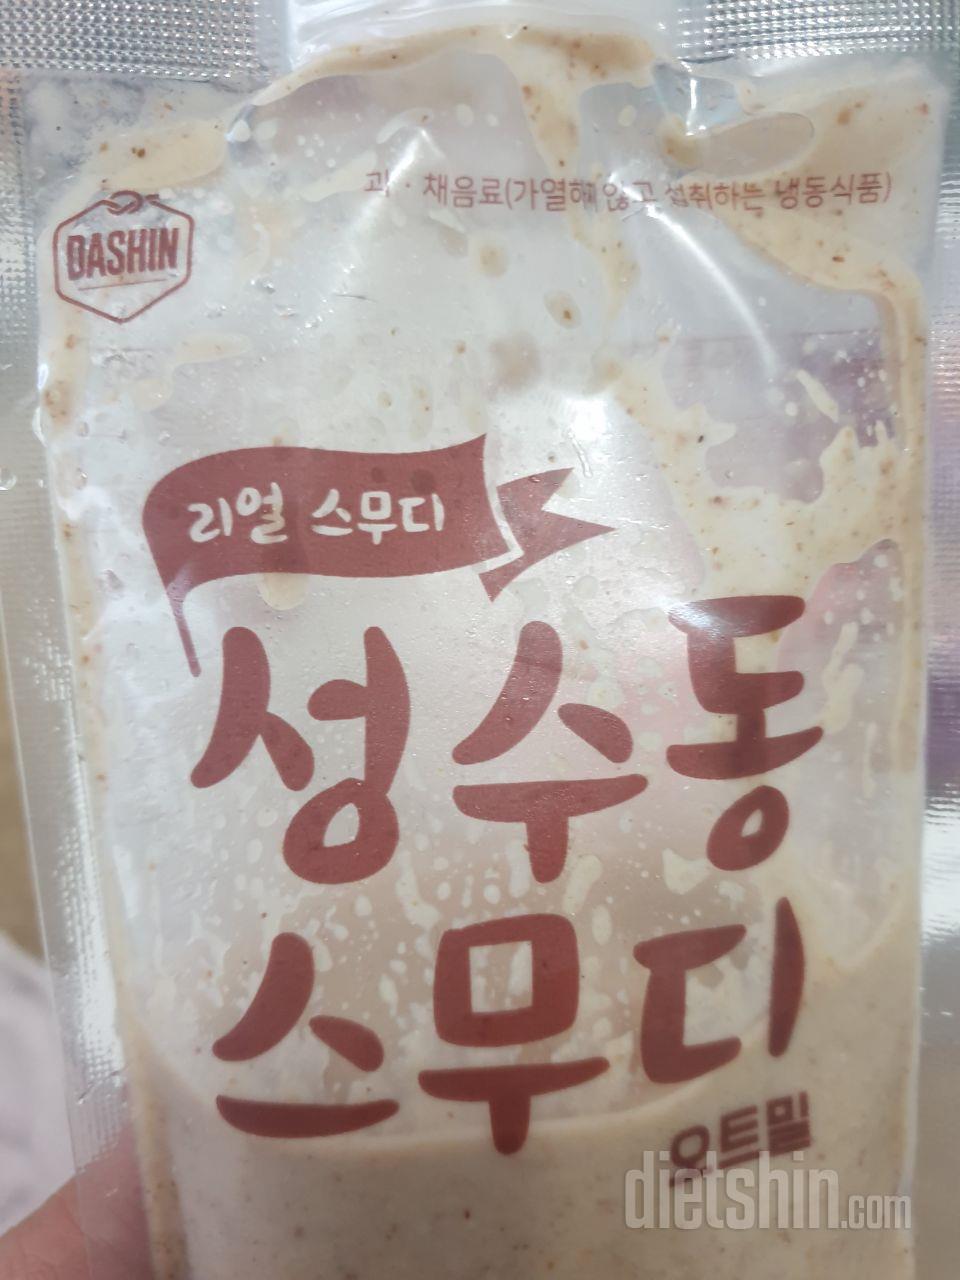 과·채음료(가열하지 않고 섭취하는 냉동식품)
DASHIN
리얼 스무디
성수동
스무디
오트밀
dietshin.com